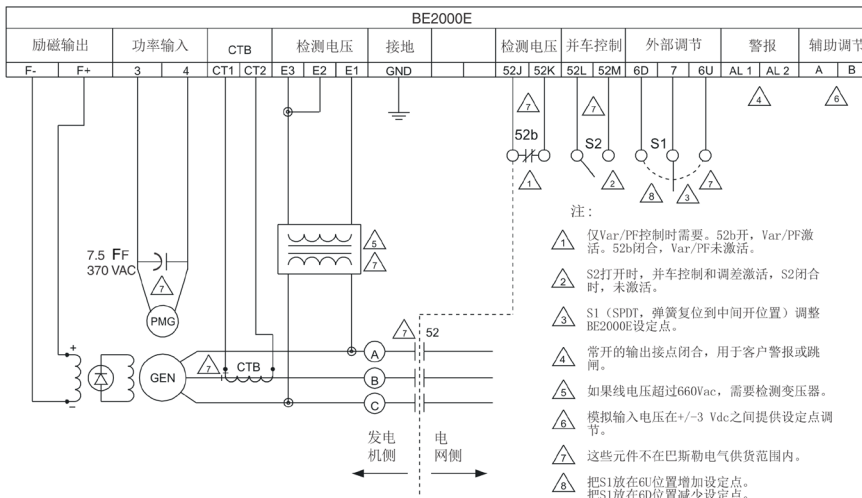 BE2000E
励磁输出 功率输入 CTB 检测电压 接地 检测电压 并车控制 外部调节 警报 辅助调节
F- F+ 3 4 CT1 CT2 E3 E2 E1 GND 52J 52K 52L 52M 6D 7 6U AL 1 AL 2 A B
7 7 4 6
52b S2 S1
1 2 8 3 7
注:
5
7
7.5 FF
370 VAC
7
PMG
1 仅Var/PF控制时需要。52b开，Var/PF激
活。52b闭合，Var/PF未激活。
2 S2打开时，并车控制和调差激活，S2闭合
时，未激活。
3 S1（SPDT，弹簧复位到中间开位置）调整
BE2000E设定点。
4 常开的输出接点闭合，用于客户警报或跳
闸。
5 如果线电压超过660Vac，需要检测变压器。
6 模拟输入电压在+/-3 Vdc之间提供设定点调
节。
7 这些元件不在巴斯勒电气供货范围内。
8 把S1放在6U位置增加设定点。
把S1放在6D位置减少设定点。
7 52
+ GEN 7 CTB A
B
− C
发电 电
机侧 网侧